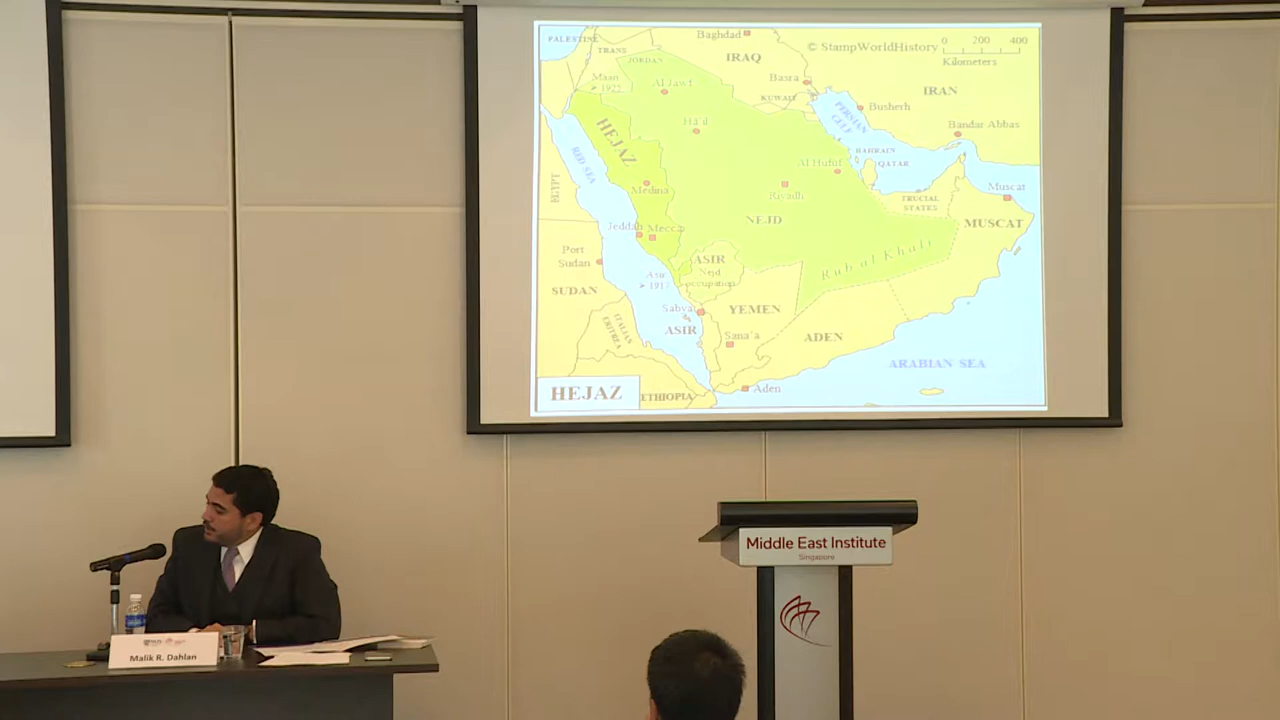 PALESTINE
TRANS
JORDAN
Baghdad
IRAQ
© StampWorldHistory
0 200 400
Kilometers
Maan
> 1922
Al Jawf
Basra
KUWAIT
IRAN
PERSIAN
GULF
Busherh
Bandar Abbas
HEJAZ
Ha'il
RED SEA
EGYPT
Medina
Al Hufuf
BAHRAIN
QATAR
Riyadh
TRUCIAL
STATES
Muscat
MUSCAT
NEJD
Jeddah
Mecca
Port
Sudan
SUDAN
ASIR
Nejd
occupation
Rub al Khali
Asir
> 1917
Sabya
YEMEN
ITALIAN
ERITREA
ASIR
Sana'a
ADEN
ARABIAN SEA
HEJAZ
ETHIOPIA
Aden
Middle East Institute
Singapore
NUS
Malik R. Dahlan